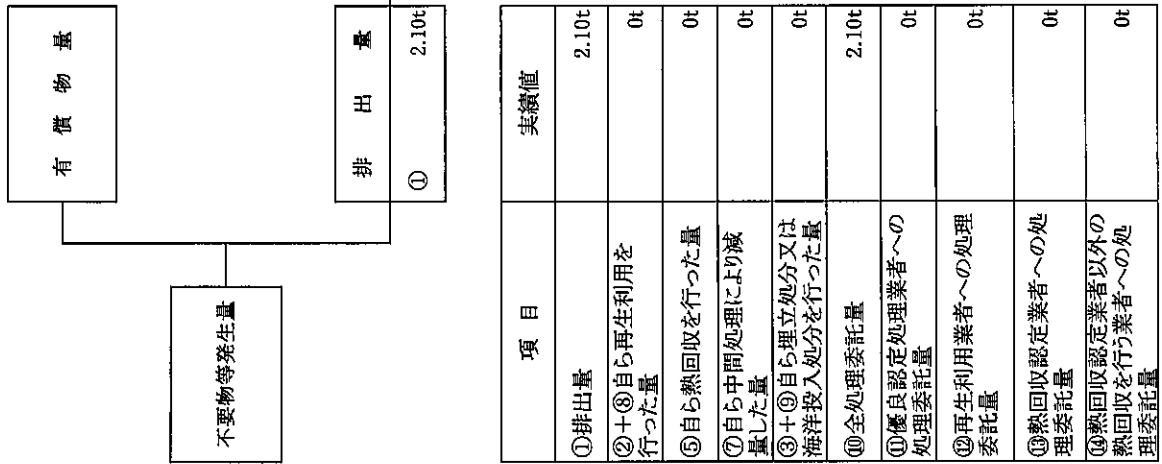 有償物量
不要物等発生量
排出量
① 2.10t
項目 実績値
①排出量 2.10t
②+⑧自ら再生利用を
行った量 0t
⑤自ら熱回収を行った量 0t
⑦自ら中間処理により減
量した量 0t
③+⑨自ら埋立処分又は
海洋投入処分を行った量 0t
⑩全処理委託量 2.10t
⑪優良認定処理業者への
処理委託量 0t
⑫再生利用業者への処理
委託量 0t
⑬熱回収認定業者への処
理委託量 0t
⑭熱回収認定業者以外の
熱回収を行う業者への処
理委託量 0t